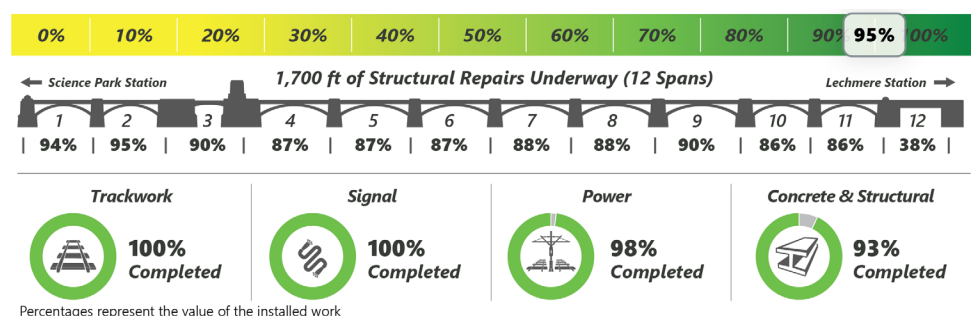 0% 10% 20% 30% 40% 50% 60% 70% 80% 90% 95% 100%
Science Park Station 1,700 ft of Structural Repairs Underway (12 Spans) Lechmere Station
1 2 3 4 5 6 7 8 9 10 11 12
| 94% | 95% | 90% | 87% | 87% | 87% | 88% | 88% | 90% | 86% | 86% | 38% |
Trackwork Signal Power Concrete & Structural
100% 100% 98% 93%
Completed Completed Completed Completed
Percentages represent the value of the installed work